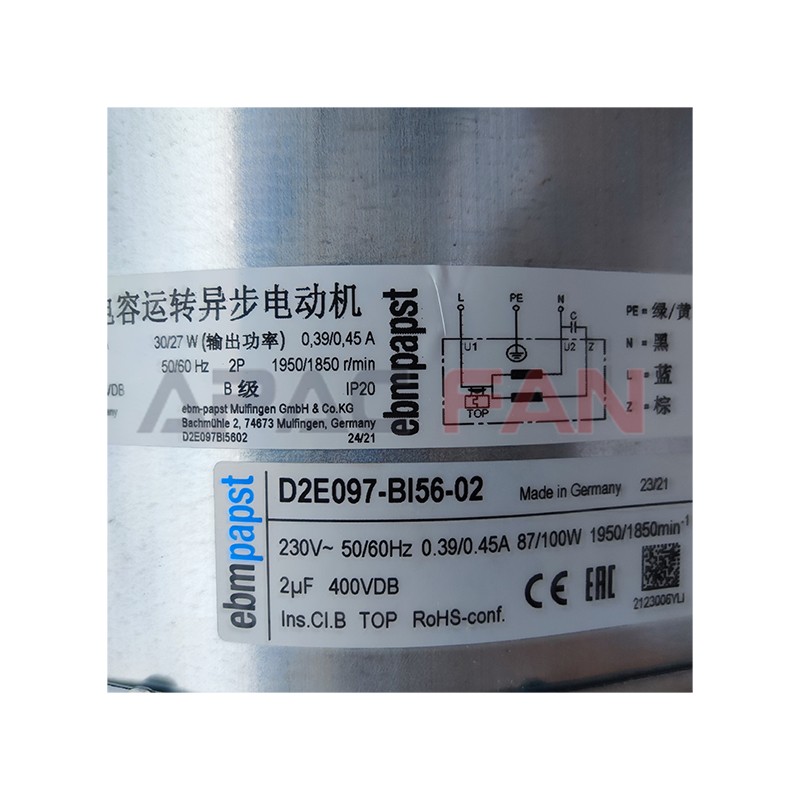 电容运转异步电动机
30/27 W (输出功率) 0,39/0,45 A
50/60 Hz 2P 1950/1850 r/min
VDB B 级 IP20
ebm-papst Mulfingen GmbH & Co.KG
Bachmühle 2, 74673 Mulfingen, Germany
D2E097BI5602 24/21
ebmpapst
L PE N
C
U1 U2 Z
TOP
PE = 绿/黄
N = 黑
L = 蓝
Z = 棕
APAC FAN
ebmpapst
D2E097-BI56-02 Made in Germany 23/21
230V~ 50/60Hz 0.39/0.45A 87/100W 1950/1850min-1
2µF 400VDB
CE EAC
Ins.Cl.B TOP RoHS-conf.
2123006YLI